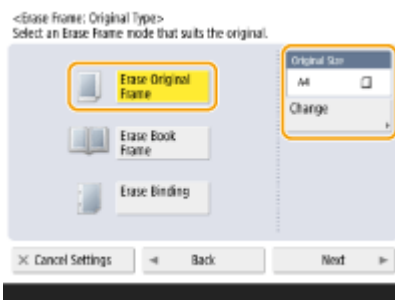 <Erase Frame: Original Type>
Select an Erase Frame mode that suits the original.
Erase Original
Frame
Erase Book
Frame
Erase Binding
Original Size
A4
Change
× Cancel Settings
Back
Next